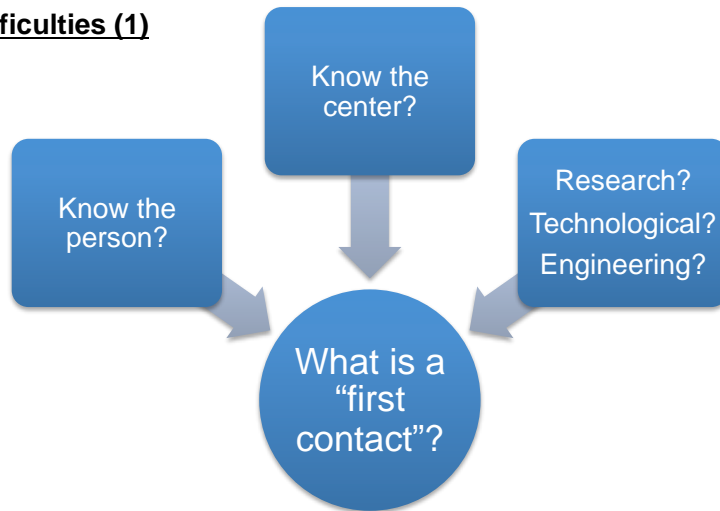 ficulties (1)
Know the
center?
Know the
person?
Research?
Technological?
Engineering?
What is a
“first
contact”?